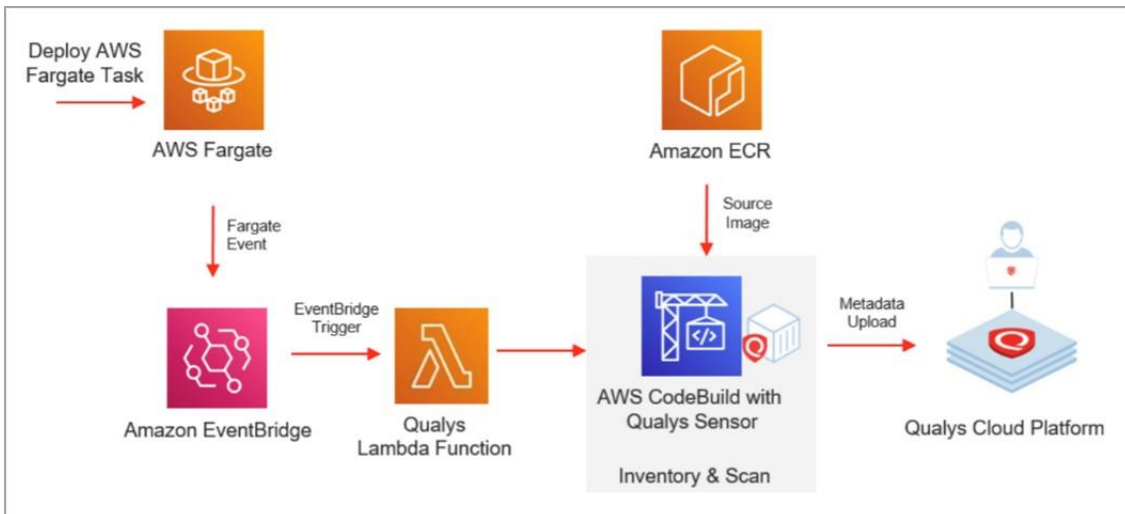 Deploy AWS
Fargate Task
AWS Fargate
Amazon ECR
Fargate
Event
Source
Image
EventBridge
Trigger
Metadata
Upload
Amazon EventBridge
Qualys
Lambda Function
AWS CodeBuild with
Qualys Sensor
Inventory & Scan
Qualys Cloud Platform